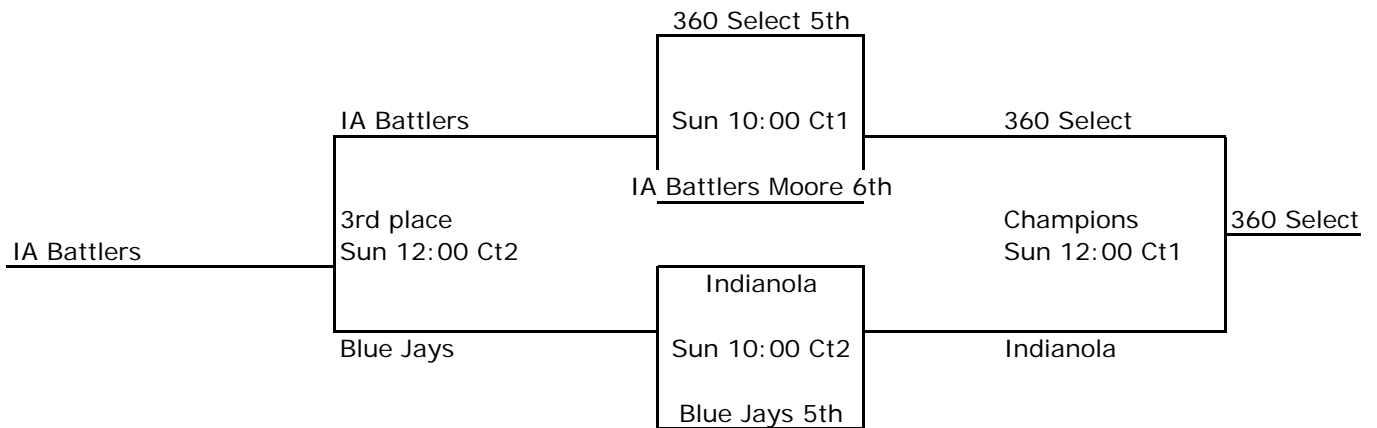 360 Select 5th
IA Battlers
Sun 10:00 Ct1
360 Select
IA Battlers Moore 6th
3rd place
Champions
360 Select
IA Battlers
Sun 12:00 Ct2
Sun 12:00 Ct1
Indianola
Blue Jays
Sun 10:00 Ct2
Indianola
Blue Jays 5th